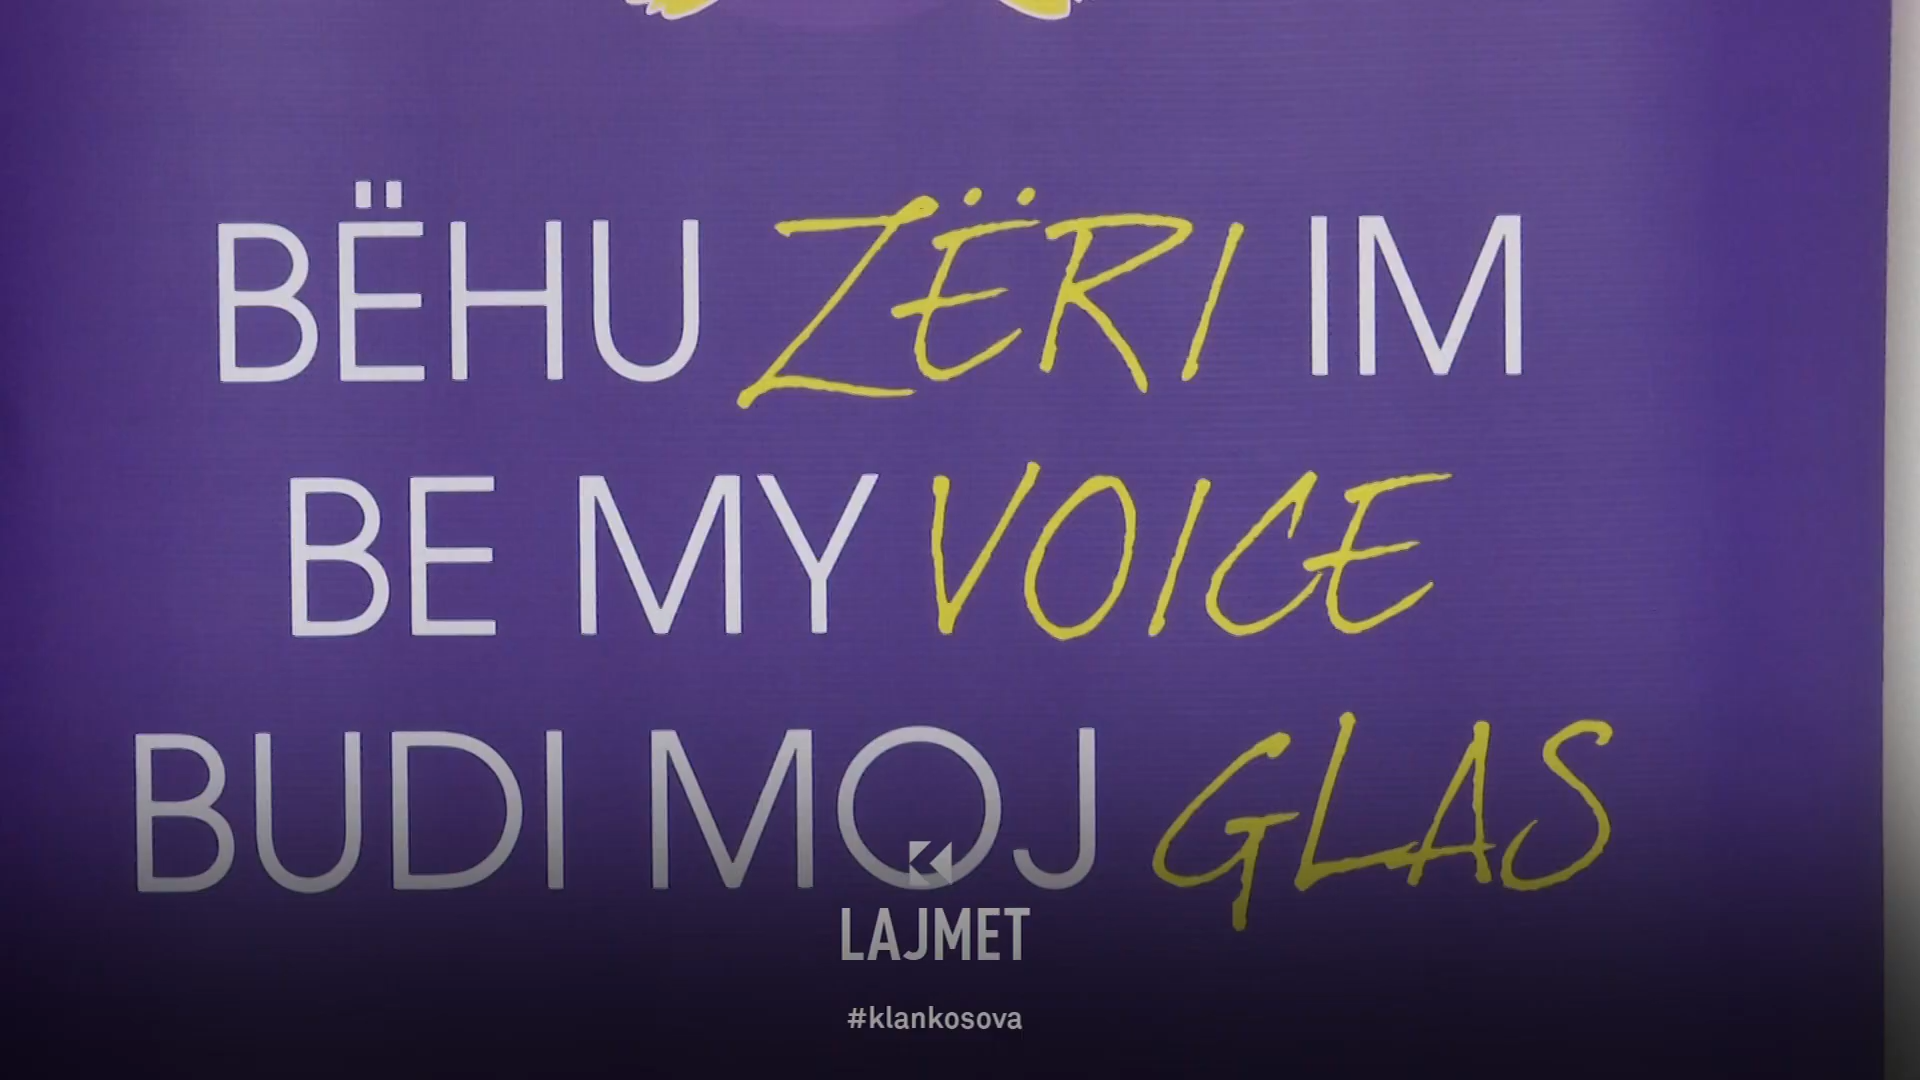 BËHU ZËRI IM
BE MY VOICE
BUDI MOJ GLAS
LAJMET
#klankosova